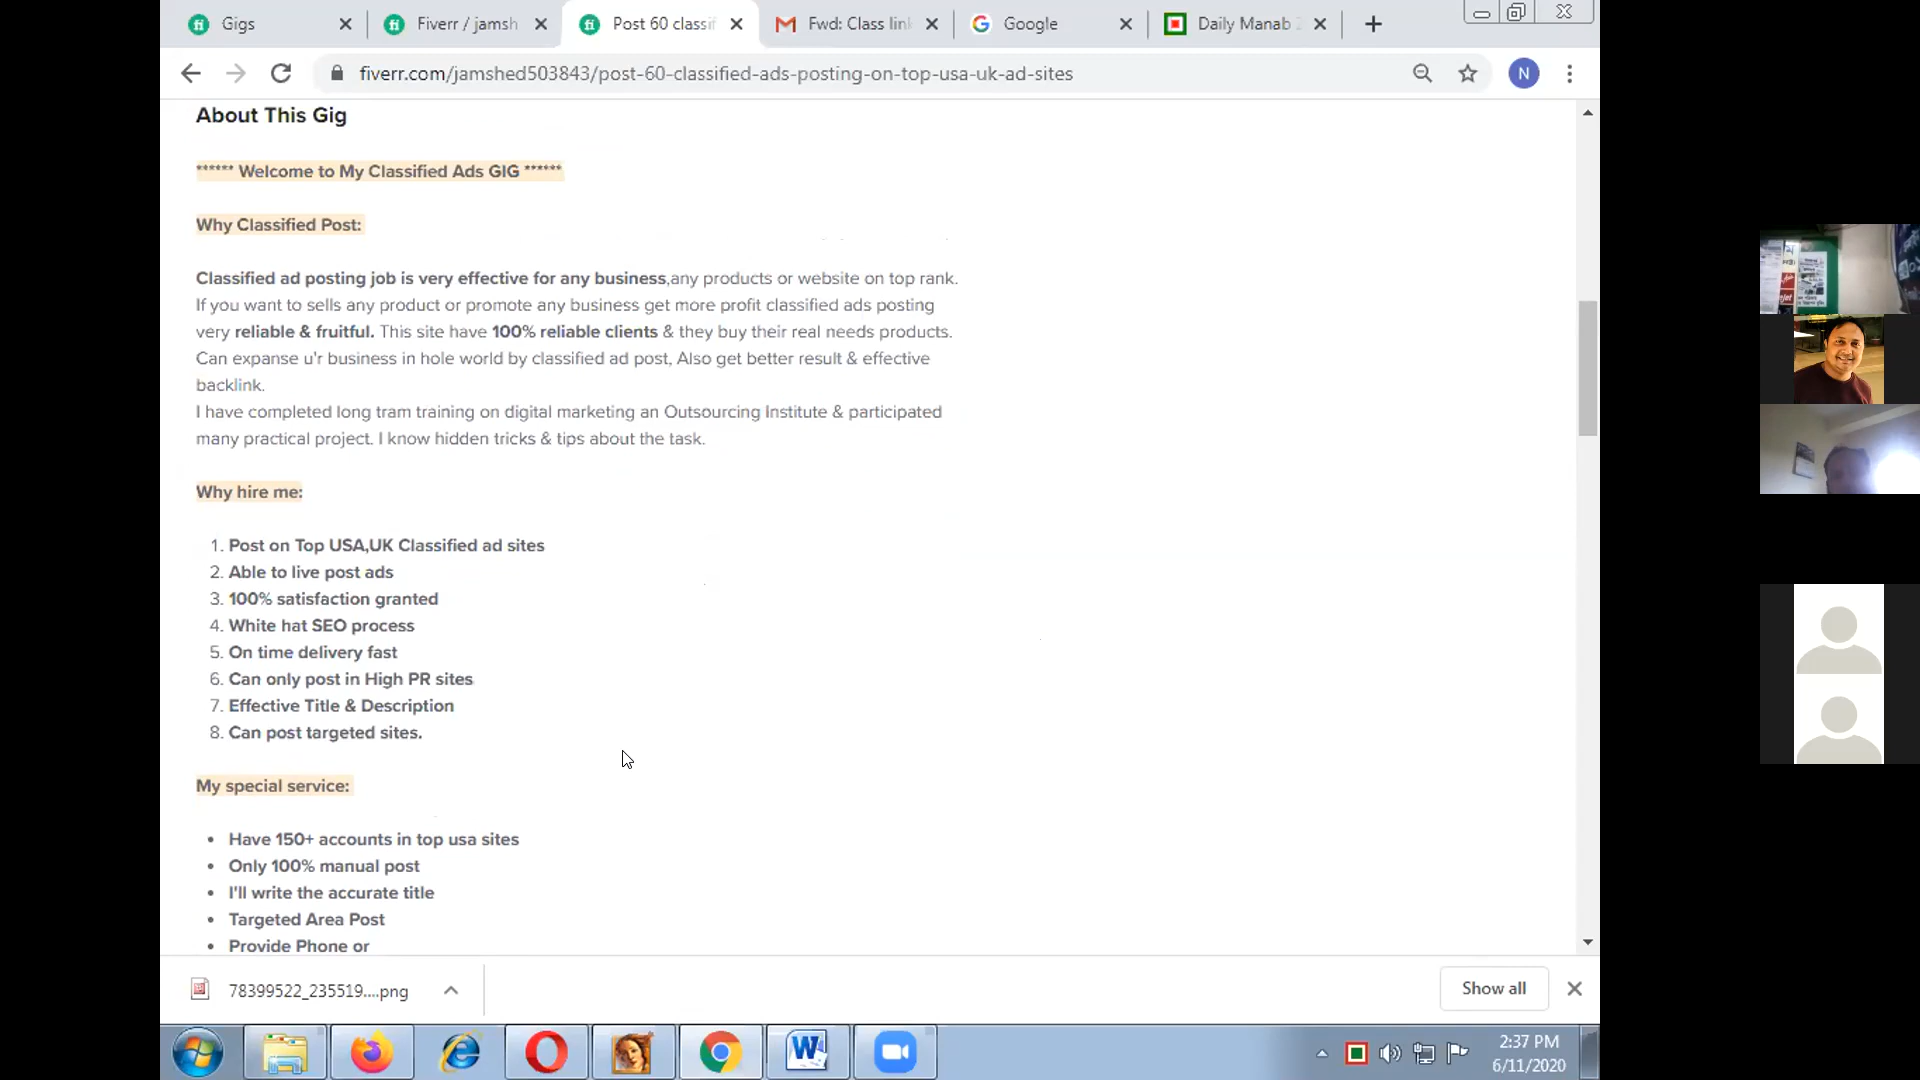 Gigs
Fiverr / jamsh
Post 60 classif
Fwd: Class link
Google
Daily Manab
fiverr.com/jamshed503843/post-60-classified-ads-posting-on-top-usa-uk-ad-sites
N
About This Gig
****** Welcome to My Classified Ads GIG ******
Why Classified Post:
Classified ad posting job is very effective for any business,any products or website on top rank.
If you want to sells any product or promote any business get more profit classified ads posting
very reliable & fruitful. This site have 100% reliable clients & they buy their real needs products.
Can expanse u'r business in hole world by classified ad post, Also get better result & effective
backlink.
I have completed long tram training on digital marketing an Outsourcing Institute & participated
many practical project. I know hidden tricks & tips about the task.
Why hire me:
1. Post on Top USA,UK Classified ad sites
2. Able to live post ads
3. 100% satisfaction granted
4. White hat SEO process
5. On time delivery fast
6. Can only post in High PR sites
7. Effective Title & Description
8. Can post targeted sites.
My special service:
• Have 150+ accounts in top usa sites
• Only 100% manual post
• I'll write the accurate title
• Targeted Area Post
• Provide Phone or
78399522_235519....png
Show all
2:37 PM
6/11/2020